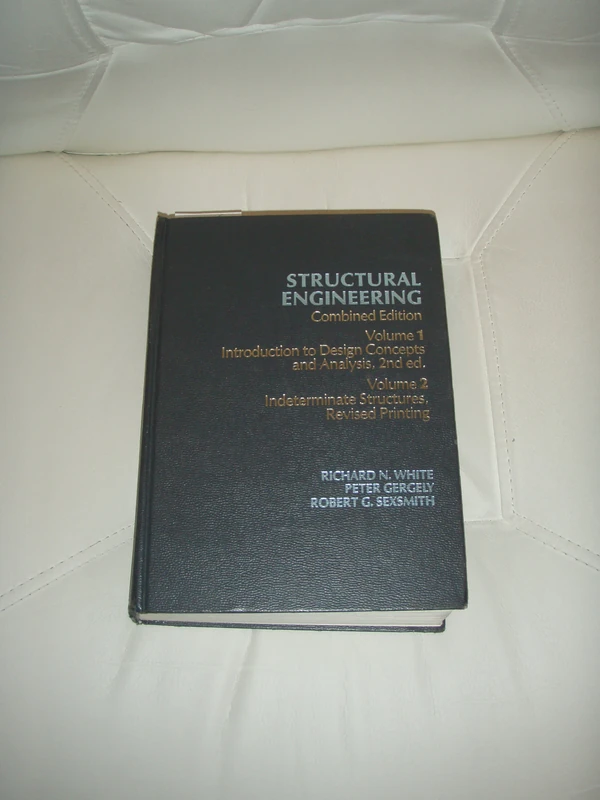 STRUCTURAL
ENGINEERING
Combined Edition
Volume 1
Introduction to Design Concepts
and Analysis, 2nd ed.
Volume 2
Indeterminate Structures,
Revised Printing
RICHARD N. WHITE
PETER GERGELY
ROBERT G. SEXSMITH